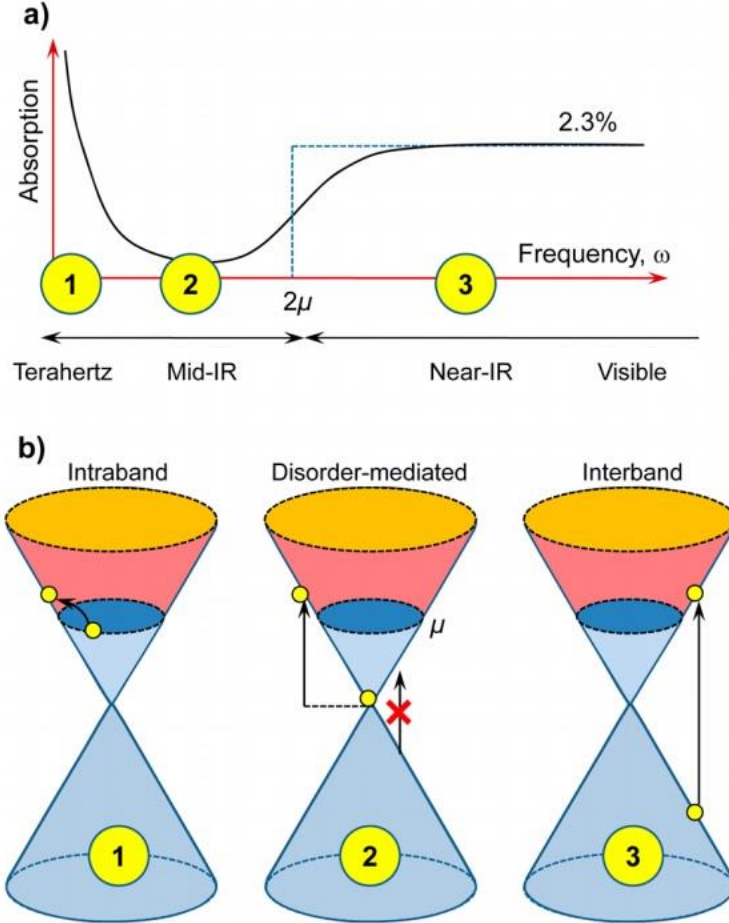 a)
Absorption
2.3%
Frequency, ω
1 2 3
2μ
Terahertz Mid-IR Near-IR Visible
b)
Intraband Disorder-mediated Interband
μ
1 2 3